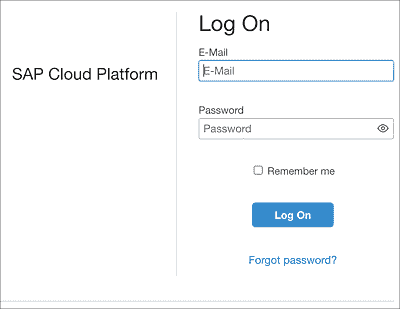 SAP Cloud Platform
Log On
E-Mail
E-Mail
Password
Password
Remember me
Log On
Forgot password?